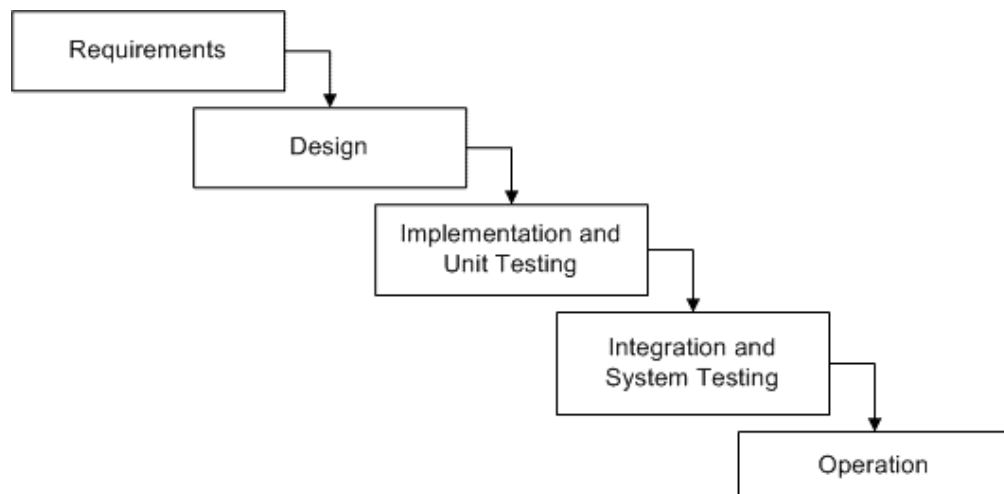 Requirements
Design
Implementation and
Unit Testing
Integration and
System Testing
Operation